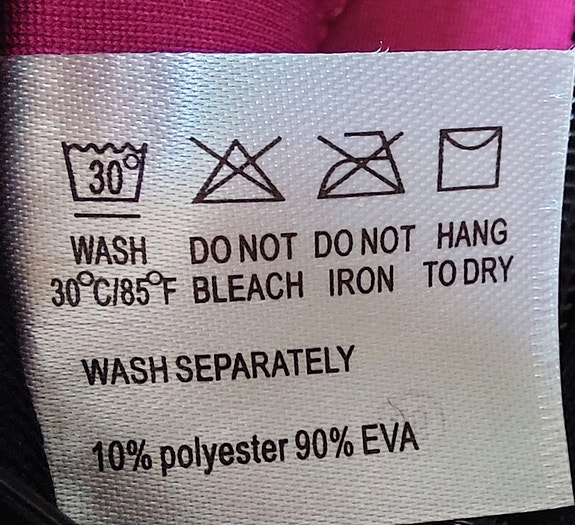 30°
WASH DO NOT DO NOT HANG
30°C/85°F BLEACH IRON TO DRY
WASH SEPARATELY
10% polyester 90% EVA